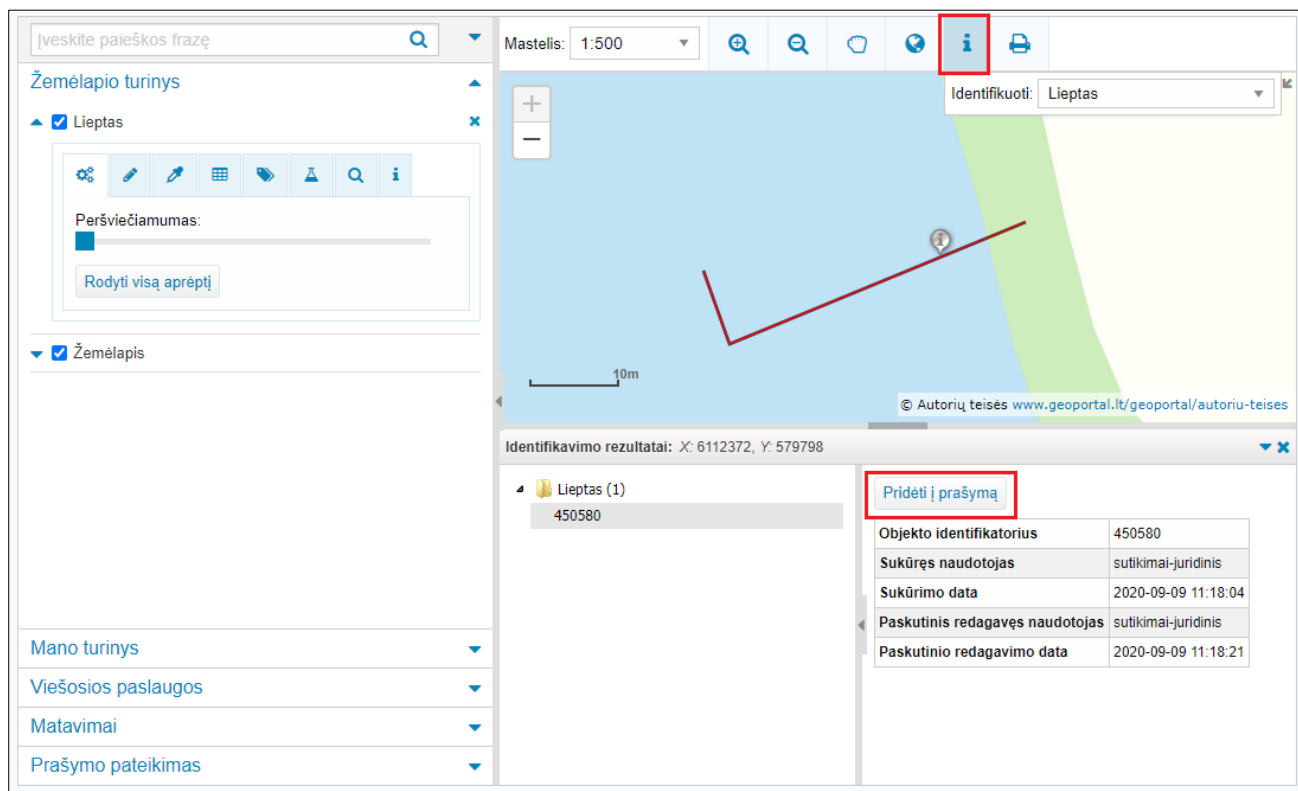 Įveskite paieškos frazę
Žemėlapio turinys
Lieptas
Peršviečiamumas:
Rodyti visą aprėptį
Žemėlapis
Mano turinys
Viešosios paslaugos
Matavimai
Prašymo pateikimas
Mastelis: 1:500
Identifikuoti: Lieptas
10m
© Autorių teisės www.geoportal.lt/geoportal/autoriu-teises
Identifikavimo rezultatai: X: 6112372, Y: 579798
Lieptas (1)
450580
Pridėti į prašymą
Objekto identifikatorius 450580
Sukūręs naudotojas sutikimai-juridinis
Sukūrimo data 2020-09-09 11:18:04
Paskutinis redagavęs naudotojas sutikimai-juridinis
Paskutinio redagavimo data 2020-09-09 11:18:21